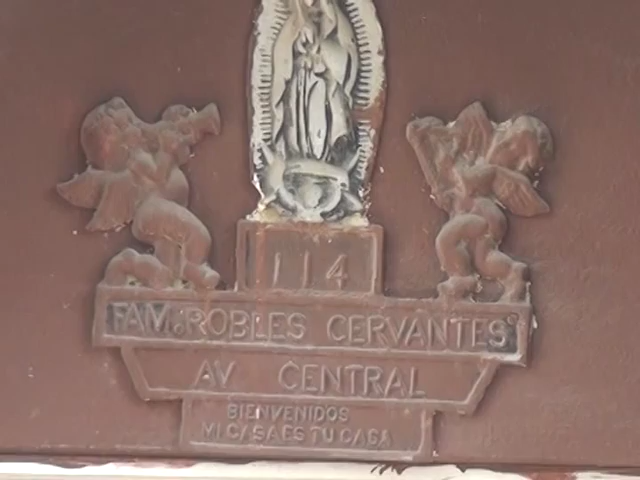 114
FAM. ROBLES CERVANTES
AV CENTRAL
BIENVENIDOS
MI CASA ES TU CASA